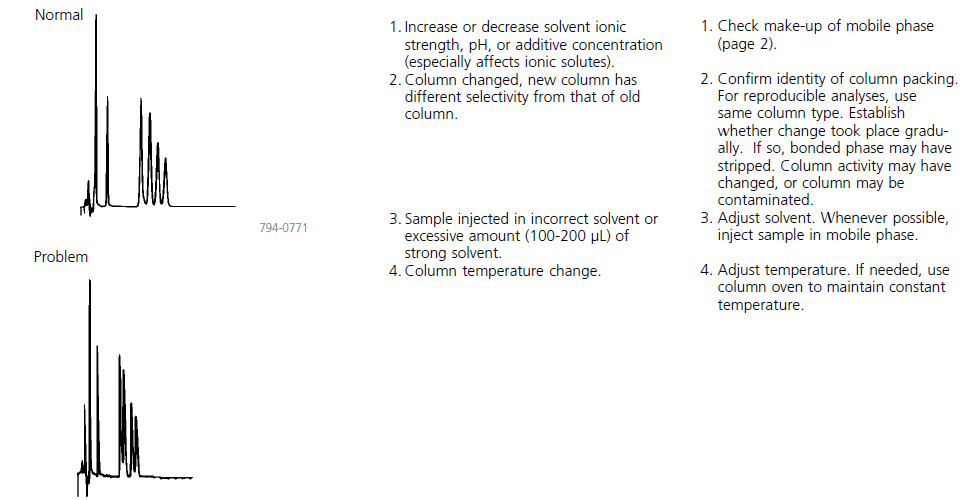 Normal
794-0771
Problem
1. Increase or decrease solvent ionic
strength, pH, or additive concentration
(especially affects ionic solutes).
2. Column changed, new column has
different selectivity from that of old
column.
3. Sample injected in incorrect solvent or
excessive amount (100-200 µL) of
strong solvent.
4. Column temperature change.
1. Check make-up of mobile phase
(page 2).
2. Confirm identity of column packing.
For reproducible analyses, use
same column type. Establish
whether change took place gradu-
ally. If so, bonded phase may have
stripped. Column activity may have
changed, or column may be
contaminated.
3. Adjust solvent. Whenever possible,
inject sample in mobile phase.
4. Adjust temperature. If needed, use
column oven to maintain constant
temperature.